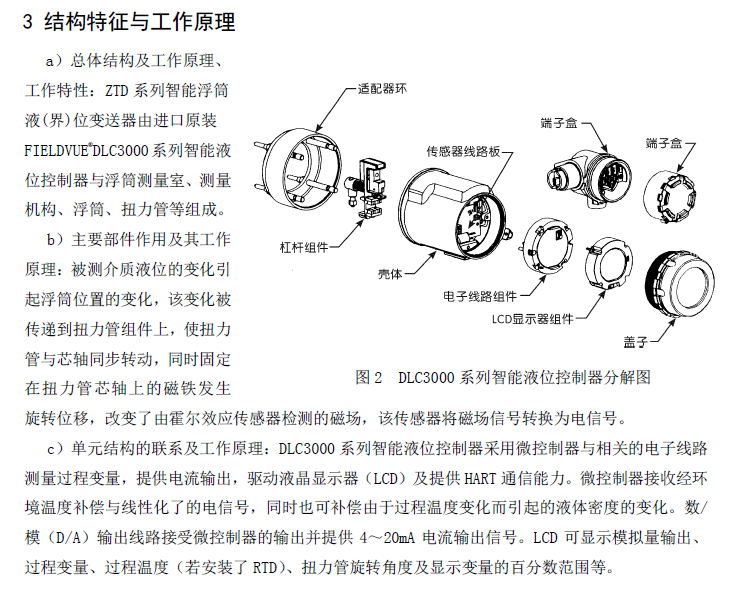 3 结构特征与工作原理
a）总体结构及工作原理、
工作特性：ZTD 系列智能浮筒
液(界)位变送器由进口原装
FIELDVUE®DLC3000 系列智能液
位控制器与浮筒测量室、测量
机构、浮筒、扭力管等组成。
b）主要部件作用及其工作
原理：被测介质液位的变化引
起浮筒位置的变化，该变化被
传递到扭力管组件上，使扭力
管与芯轴同步转动，同时固定
在扭力管芯轴上的磁铁发生
适配器环
端子盒
端子盒
传感器线路板
杠杆组件
壳体
电子线路组件
LCD显示器组件
盖子
图 2 DLC3000 系列智能液位控制器分解图
旋转位移，改变了由霍尔效应传感器检测的磁场，该传感器将磁场信号转换为电信号。
c）单元结构的联系及工作原理：DLC3000 系列智能液位控制器采用微控制器与相关的电子线路
测量过程变量，提供电流输出，驱动液晶显示器（LCD）及提供 HART 通信能力。微控制器接收经环
境温度补偿与线性化了的电信号，同时也可补偿由于过程温度变化而引起的液体密度的变化。数/
模（D/A）输出线路接受微控制器的输出并提供 4～20mA 电流输出信号。LCD 可显示模拟量输出、
过程变量、过程温度（若安装了 RTD）、扭力管旋转角度及显示变量的百分数范围等。